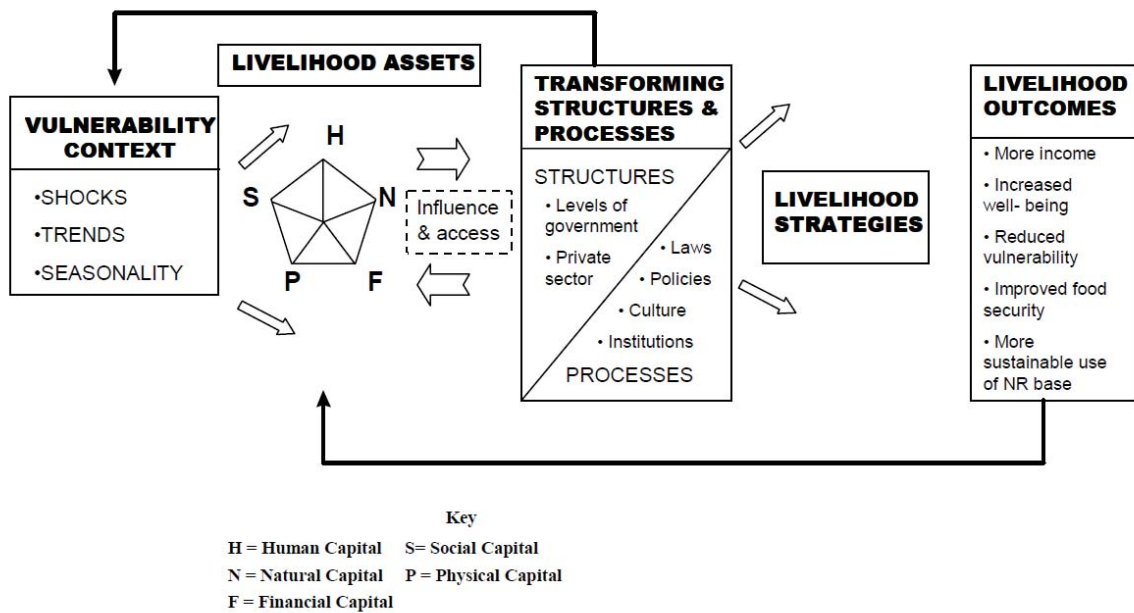 LIVELIHOOD ASSETS
VULNERABILITY
CONTEXT
•SHOCKS
•TRENDS
•SEASONALITY
H
S
N
P
F
Influence
& access
TRANSFORMING
STRUCTURES &
PROCESSES
STRUCTURES
• Levels of
government
• Private
sector
• Laws
• Policies
• Culture
• Institutions
PROCESSES
LIVELIHOOD
STRATEGIES
LIVELIHOOD
OUTCOMES
• More income
• Increased
well- being
• Reduced
vulnerability
• Improved food
security
• More
sustainable use
of NR base
Key
H = Human Capital S= Social Capital
N = Natural Capital P = Physical Capital
F = Financial Capital